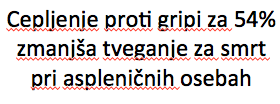 Cepljenje proti gripi za 54%
zmanjša tveganje za smrt
pri aspleničnih osebah